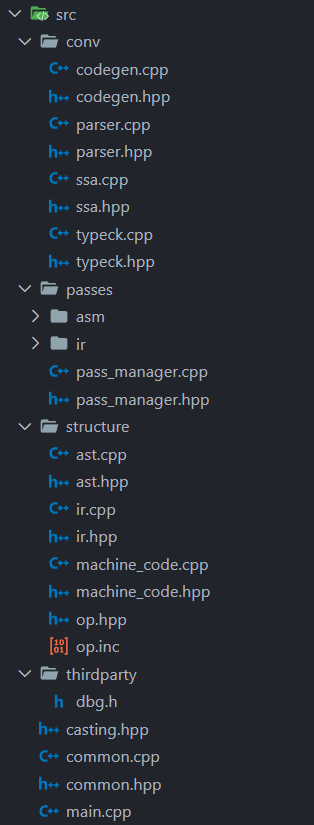 src
conv
codegen.cpp
codegen.hpp
parser.cpp
parser.hpp
ssa.cpp
ssa.hpp
typeck.cpp
typeck.hpp
passes
asm
ir
pass_manager.cpp
pass_manager.hpp
structure
ast.cpp
ast.hpp
ir.cpp
ir.hpp
machine_code.cpp
machine_code.hpp
op.hpp
op.inc
thirdparty
dbg.h
casting.hpp
common.cpp
common.hpp
main.cpp